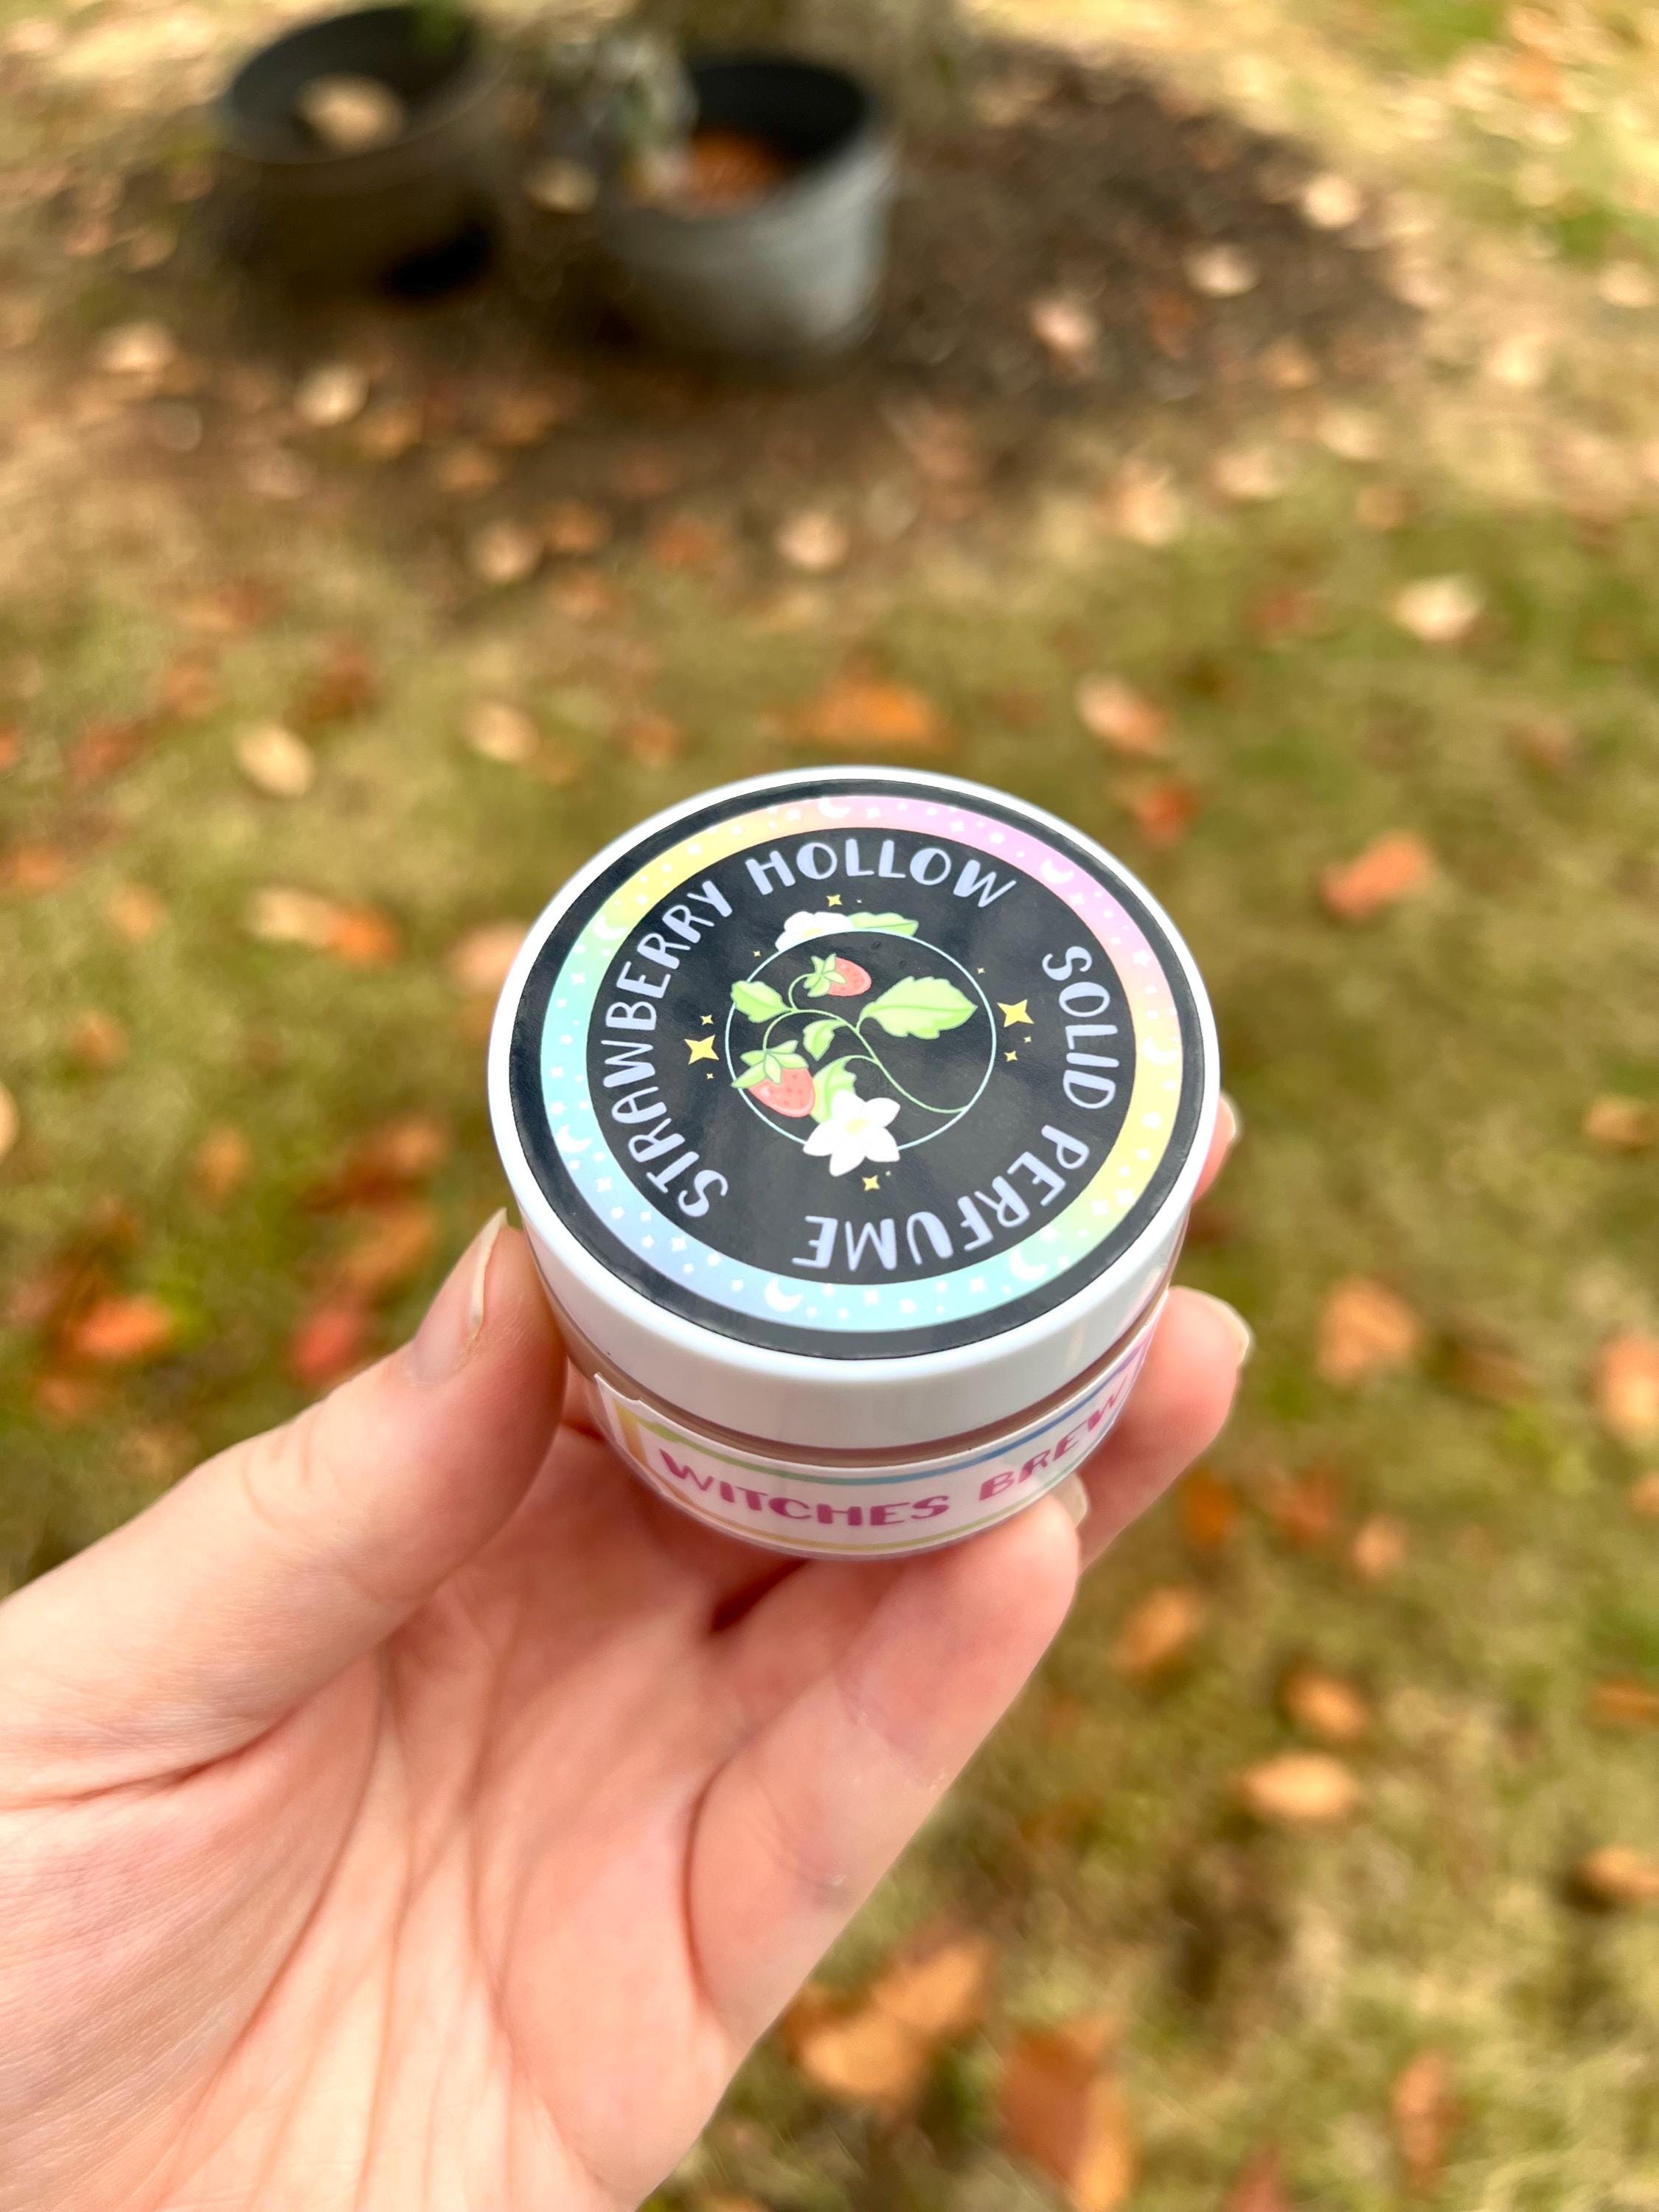 STRAWBERRY HOLLOW
SOLID PERFUME
WITCHES BREW